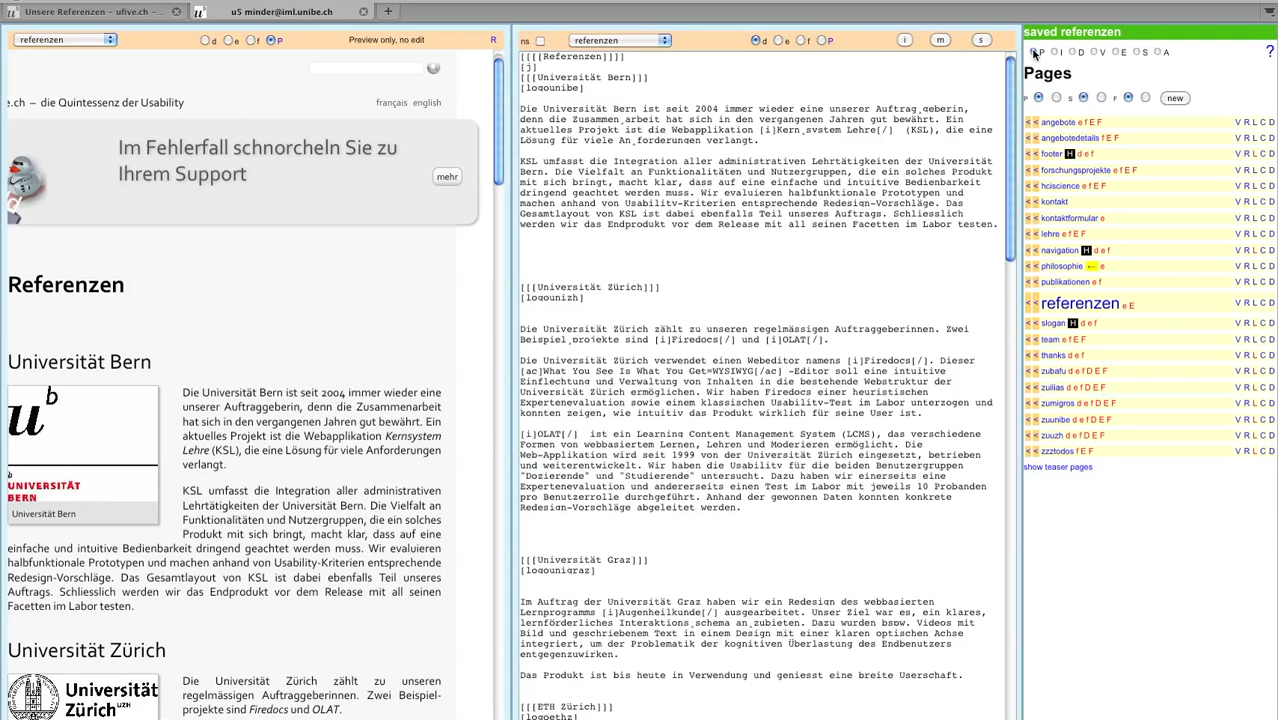 Unsere Referenzen – ufive.ch –...
u5 minder@iml.unibe.ch
referenzen
d e f P
Preview only, no edit
R
e.ch – die Quintessenz der Usability
français english
Im Fehlerfall schnorcheln Sie zu
Ihrem Support
mehr
Referenzen
Universität Bern
u b
UNIVERSITÄT
BERN
Universität Bern
Die Universität Bern ist seit 2004 immer wieder eine
unserer Auftraggeberin, denn die Zusammenarbeit
hat sich in den vergangenen Jahren gut bewährt. Ein
aktuelles Projekt ist die Webapplikation Kernsystem
Lehre (KSL), die eine Lösung für viele Anforderungen
verlangt.
KSL umfasst die Integration aller administrativen
Lehrtätigkeiten der Universität Bern. Die Vielfalt an
Funktionalitäten und Nutzergruppen, die ein solches
Produkt mit sich bringt, macht klar, dass auf eine
einfache und intuitive Bedienbarkeit dringend geachtet werden muss. Wir evaluieren
halbfunktionale Prototypen und machen anhand von Usability-Kriterien entsprechende
Redesign-Vorschläge. Das Gesamtlayout von KSL ist dabei ebenfalls Teil unseres
Auftrags. Schliesslich werden wir das Endprodukt vor dem Release mit all seinen
Facetten im Labor testen.
Universität Zürich
Universität
Zürich UZH
Die Universität Zürich zählt zu unseren
regelmässigen Auftraggeberinnen. Zwei Beispiel-
projekte sind Firedocs und OLAT.
ns
referenzen
d e f P
i m s
[[[[Referenzen]]]]
[j]
[[[Universität Bern]]]
[logounibe]
Die Universität Bern ist seit 2004 immer wieder eine unserer Auftrag¸geberin,
denn die Zusammen¸arbeit hat sich in den vergangenen Jahren gut bewährt. Ein
aktuelles Projekt ist die Webapplikation [i]Kern¸system Lehre[/] (KSL), die eine
Lösung für viele An¸forderungen verlangt.
KSL umfasst die Integration aller administrativen Lehrtätigkeiten der Universität
Bern. Die Vielfalt an Funktionalitäten und Nutzergruppen, die ein solches Produkt
mit sich bringt, macht klar, dass auf eine einfache und intuitive Bedienbarkeit
dringend geachtet werden muss. Wir evaluieren halbfunktionale Prototypen und
machen anhand von Usability-Kriterien entsprechende Redesign-Vorschläge. Das
Gesamtlayout von KSL ist dabei ebenfalls Teil unseres Auftrags. Schliesslich
werden wir das Endprodukt vor dem Release mit all seinen Facetten im Labor testen.
[[[Universität Zürich]]]
[logounizh]
Die Universität Zürich zählt zu unseren regelmässigen Auftraggeberinnen. Zwei
Beispiel¸projekte sind [i]Firedocs[/] und [i]OLAT[/].
Die Universität Zürich verwendet einen Webeditor namens [i]Firedocs[/]. Dieser
[ac]What You See Is What You Get=WYSIWYG[/ac] -Editor soll eine intuitive
Einflechtung und Verwaltung von Inhalten in die bestehende Webstruktur der
Universität Zürich ermöglichen. Wir haben Firedocs einer heuristischen
Expertenevaluation sowie einem klassischen Usability-Test im Labor unterzogen und
konnten zeigen, wie intuitiv das Produkt wirklich für seine User ist.
[i]OLAT[/] ist ein Learning Content Management System (LCMS), das verschiedene
Formen von webbasiertem Lernen, Lehren und Moderieren ermöglicht. Die
Web-Applikation wird seit 1999 von der Universität Zürich eingesetzt, betrieben
und weiterentwickelt. Wir haben die Usability für die beiden Benutzergruppen
"Dozierende" und "Studierende" untersucht. Dazu haben wir einerseits eine
Expertenevaluation und andererseits einen Test im Labor mit jeweils 10 Probanden
pro Benutzerrolle durchgeführt. Anhand der gewonnen Daten konnten konkrete
Redesign-Vorschläge abgeleitet werden.
[[[Universität Graz]]]
[logounigraz]
Im Auftrag der Universität Graz haben wir ein Redesign des webbasierten
Lernprogramms [i]Augenheilkunde[/] ausgearbeitet. Unser Ziel war es, ein klares,
lernförderliches Interaktions¸schema an¸zubieten. Dazu wurden bspw. Videos mit
Bild und geschriebenem Text in einem Design mit einer klaren optischen Achse
integriert, um der Problematik der kognitiven Überlastung des Endbenutzers
entgegenzuwirken.
Das Produkt ist bis heute in Verwendung und geniesst eine breite Userschaft.
[[[ETH Zürich]]]
[logoethz]
saved referenzen
P I D V E S A
?
Pages
P S F new
< < angebote e f E F V R L C D
< < angebotedetails f E F V R L C D
< < footer H d e f V R L C D
< < forschungsprojekte e f E F V R L C D
< < hciscience e f E F V R L C D
< < kontakt V R L C D
< < kontaktformular e V R L C D
< < lehre e f E F V R L C D
< < navigation H d e f V R L C D
< < philosophie ← e V R L C D
< < publikationen e f V R L C D
< < referenzen e E V R L C D
< < slogan H d e f V R L C D
< < team e f E F V R L C D
< < thanks d e f V R L C D
< < zubafu d e f D E F V R L C D
< < zuilias d e f D E F V R L C D
< < zumigros d e f D E F V R L C D
< < zuunibe d e f D E F V R L C D
< < zuuzh d e f D E F V R L C D
< < zzztodos f E F V R L C D
show teaser pages